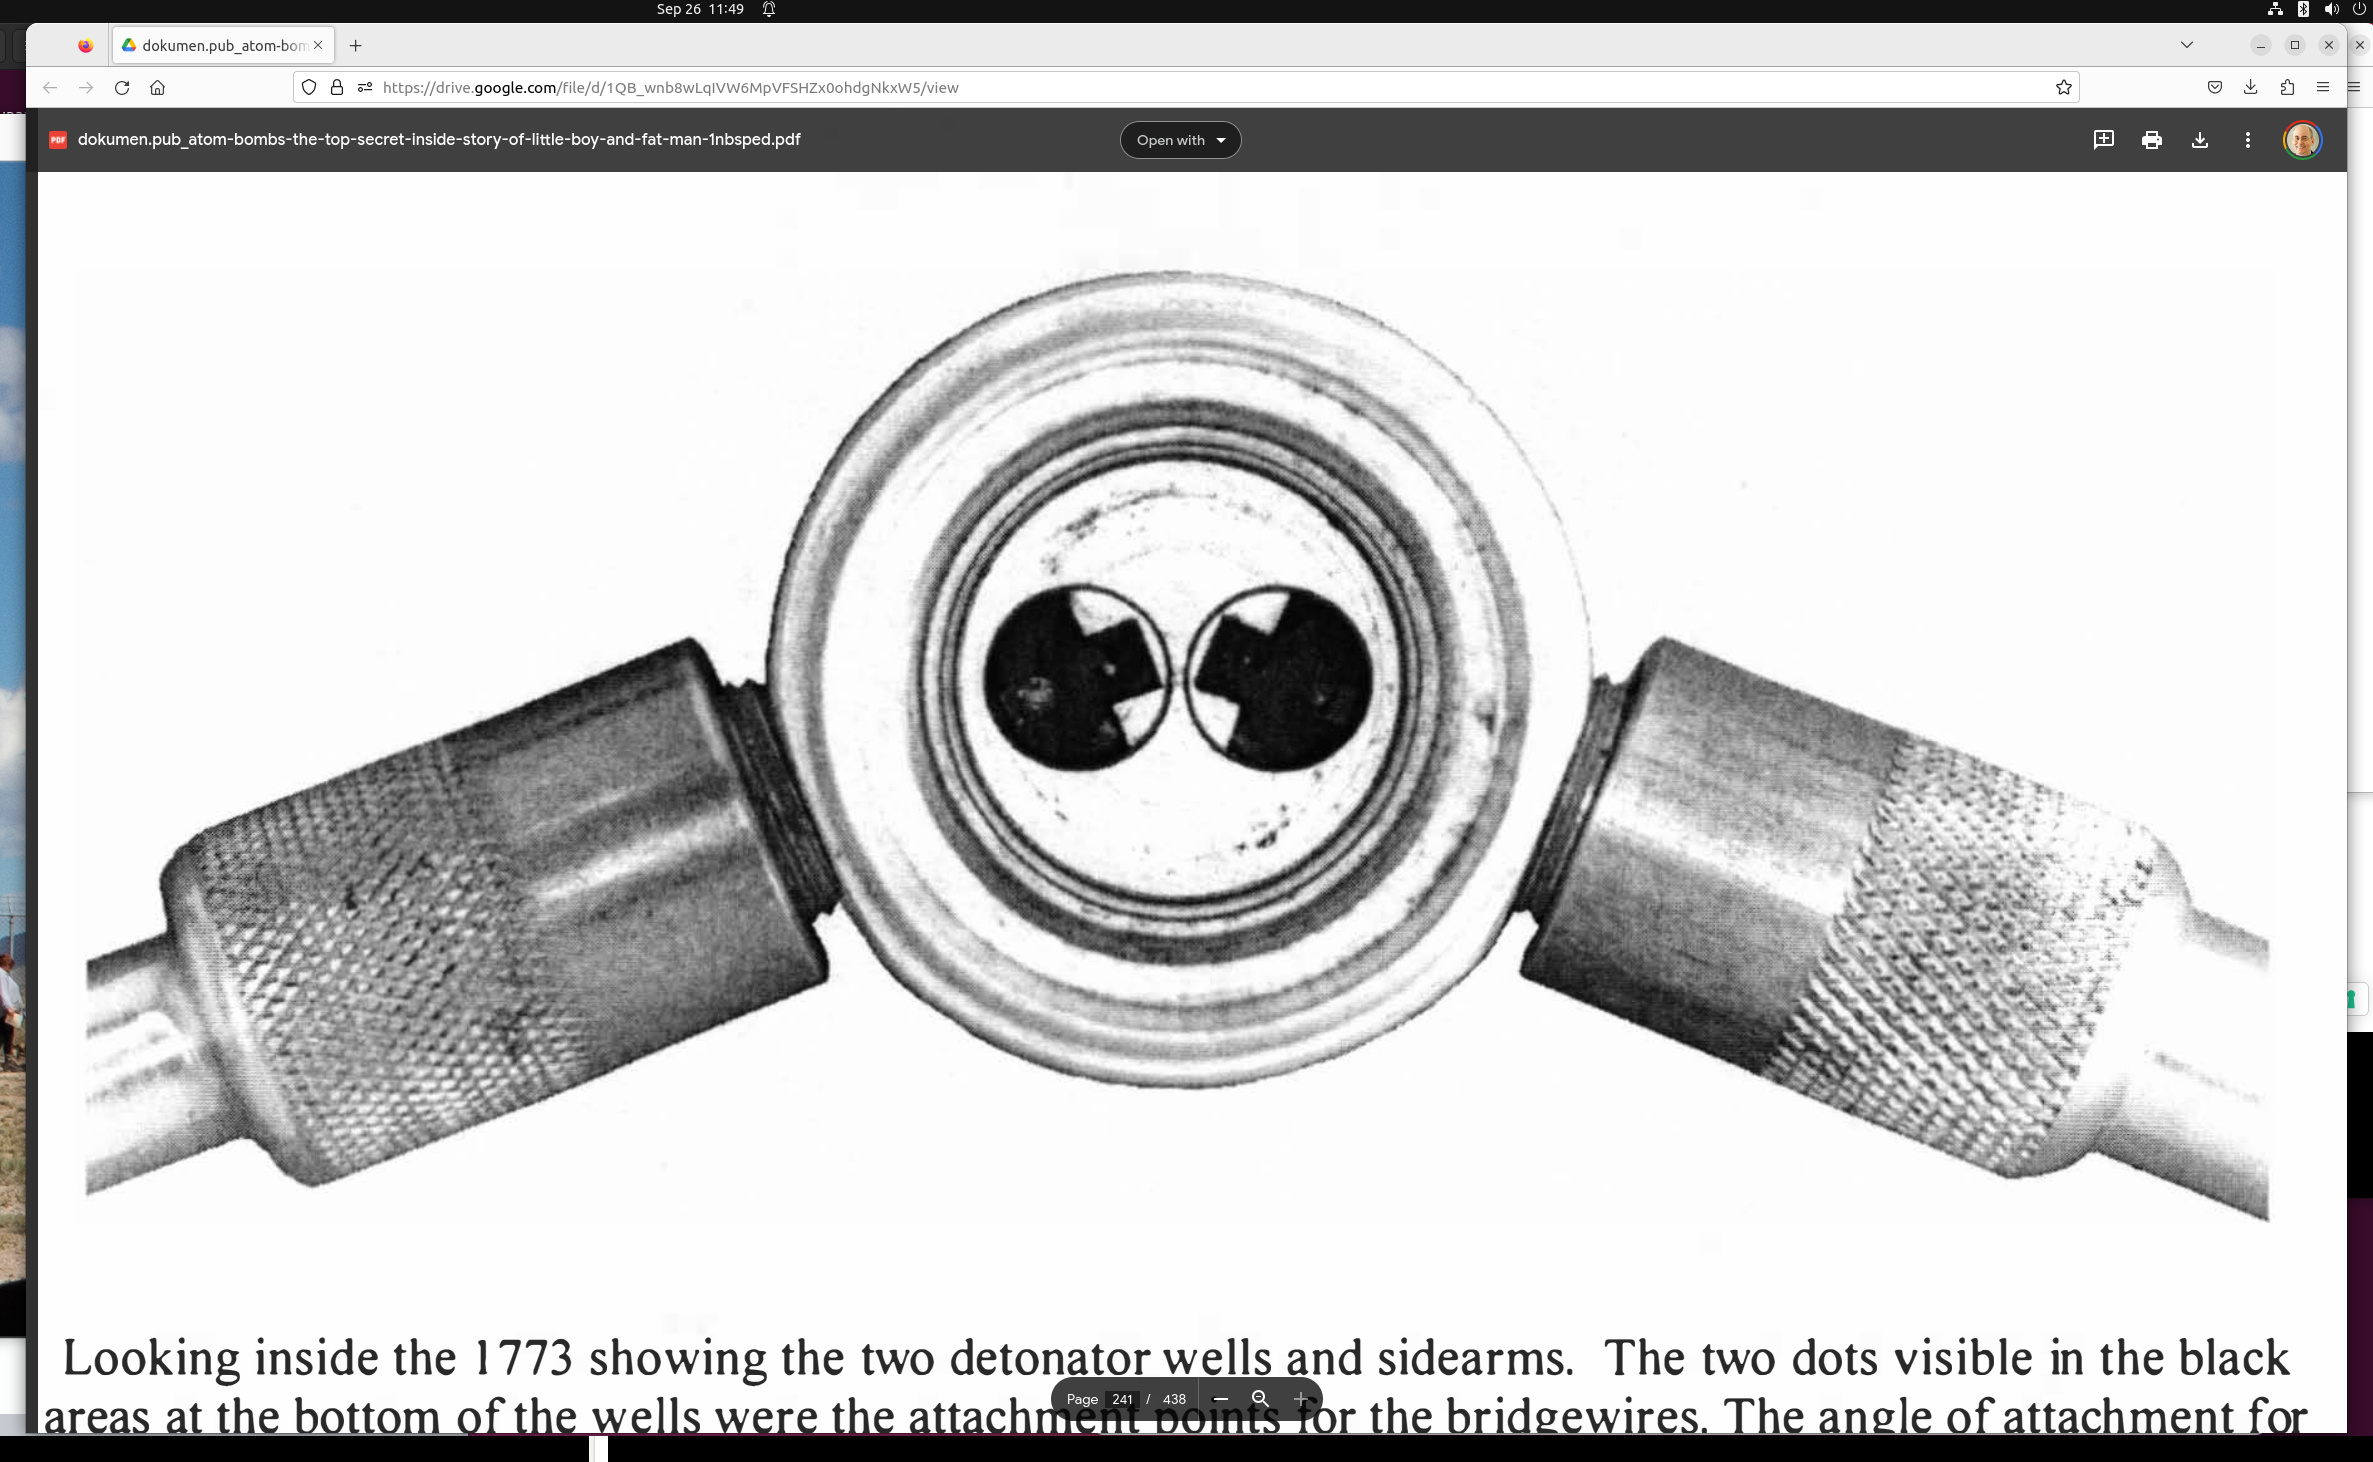 Sep 26 11:49
dokumen.pub_atom-bom
https://drive.google.com/file/d/1QB_wnb8wLqIVW6MpVFSHZx0ohdgNkxW5/view
PDF dokumen.pub_atom-bombs-the-top-secret-inside-story-of-little-boy-and-fat-man-1nbsped.pdf
Open with
Looking inside the 1773 showing the two detonator wells and sidearms. The two dots visible in the black
areas at the bottom of the wells were the attachment points for the bridgewires. The angle of attachment for
Page 241 / 438